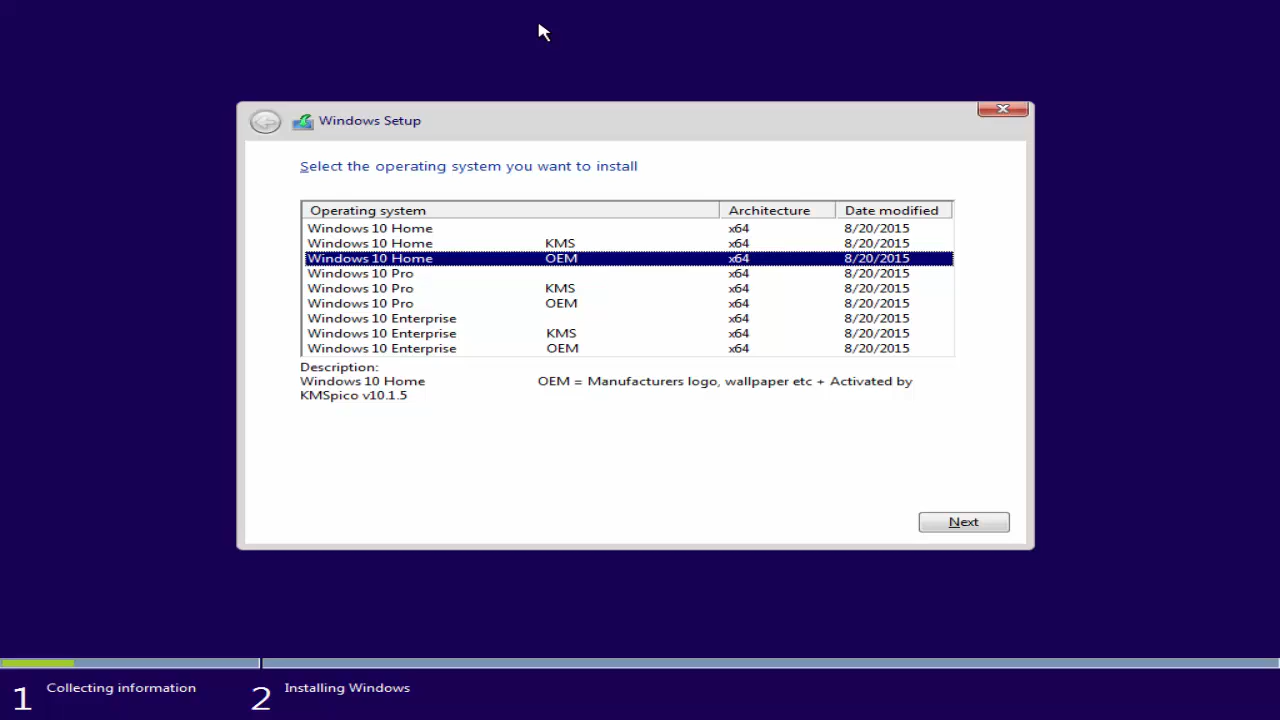 Windows Setup
Select the operating system you want to install
Operating system Architecture Date modified
Windows 10 Home x64 8/20/2015
Windows 10 Home KMS x64 8/20/2015
Windows 10 Home OEM x64 8/20/2015
Windows 10 Pro x64 8/20/2015
Windows 10 Pro KMS x64 8/20/2015
Windows 10 Pro OEM x64 8/20/2015
Windows 10 Enterprise x64 8/20/2015
Windows 10 Enterprise KMS x64 8/20/2015
Windows 10 Enterprise OEM x64 8/20/2015
Description:
Windows 10 Home OEM = Manufacturers logo, wallpaper etc + Activated by
KMSpico v10.1.5
Next
1 Collecting information 2 Installing Windows